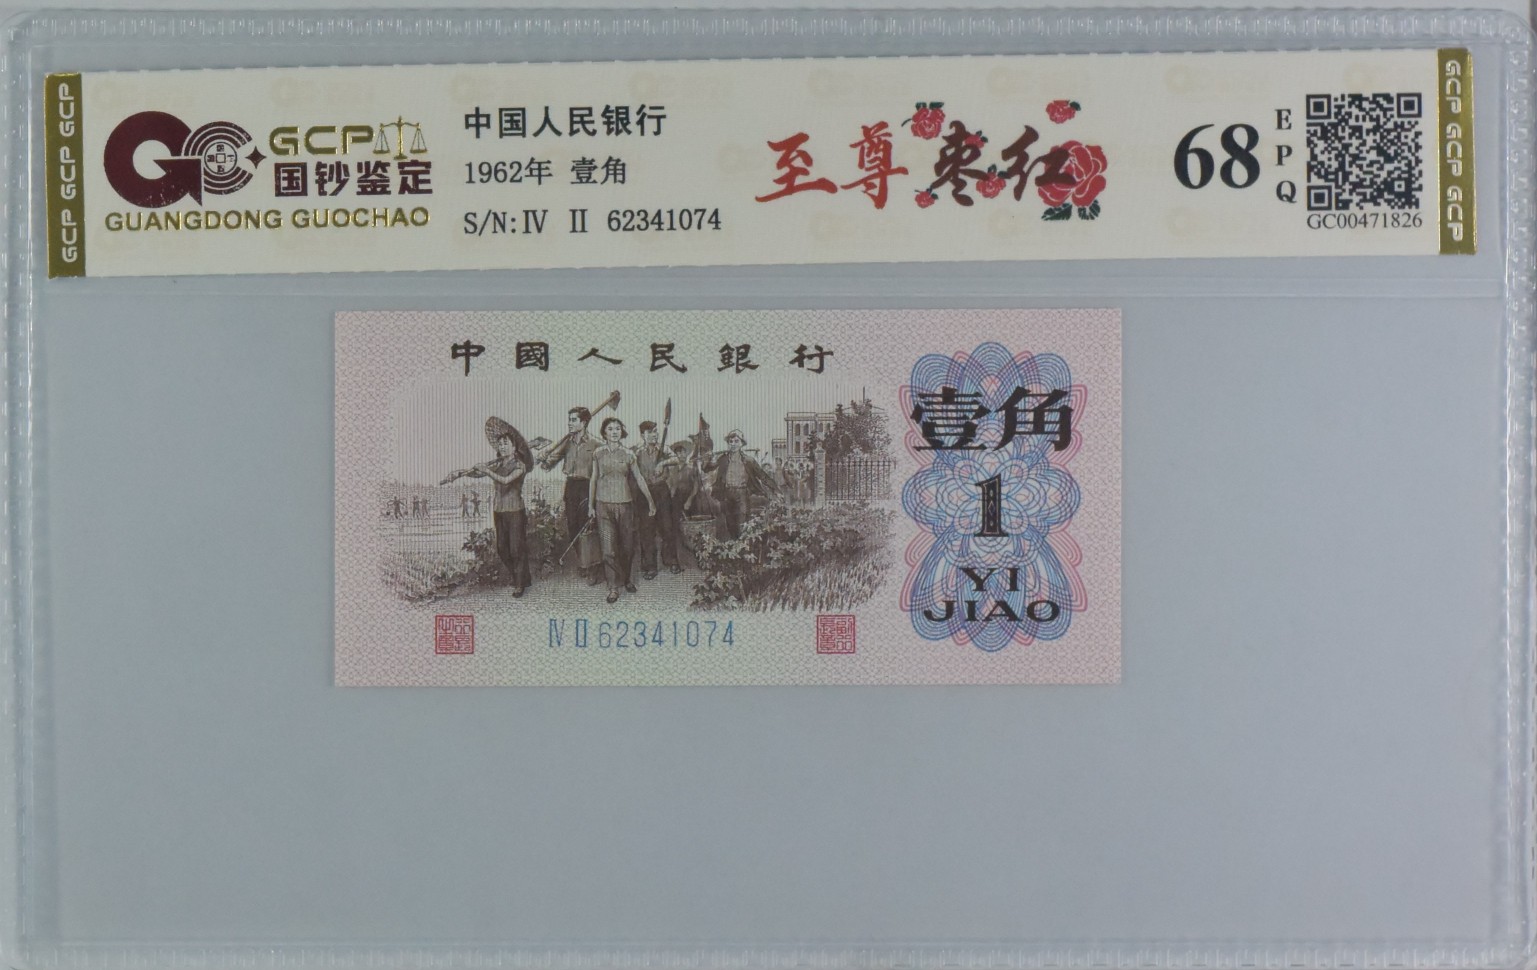 GCP GCP GCP
GCP
国钞鉴定
GUANGDONG GUOCHAO
中国人民银行
1962年 壹角
S/N: IV II 62341074
至尊枣红
68
EPQ
GC00471826
GCP GCP GCP
中國人民銀行
壹角
1
YI
JIAO
IV II 62341074